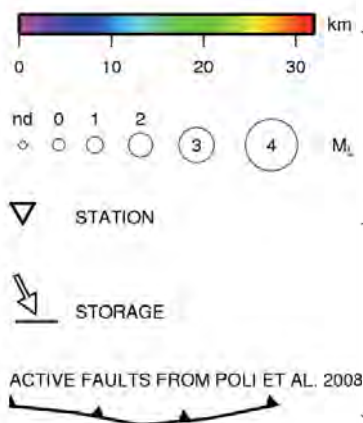 km
0 10 20 30
nd 0 1 2 3 4 ML
STATION
STORAGE
ACTIVE FAULTS FROM POLI ET AL. 2008